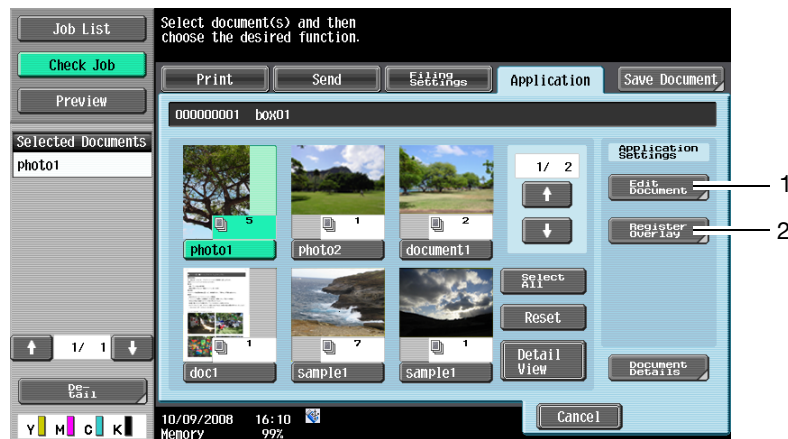 Job List
Check Job
Preview
Selected Documents
photo1
1/ 1
De-
tail
Y M C K
Select document(s) and then
choose the desired function.
Print
Send
Filing
Settings
Application
Save Document
000000001 box01
5
photo1
1
photo2
2
document1
1
doc1
7
sample1
1
sample1
1/ 2
Select
All
Reset
Detail
View
Application
Settings
Edit
Document
1
Register
Overlay
2
Document
Details
Cancel
10/09/2008 16:10
Memory 99%